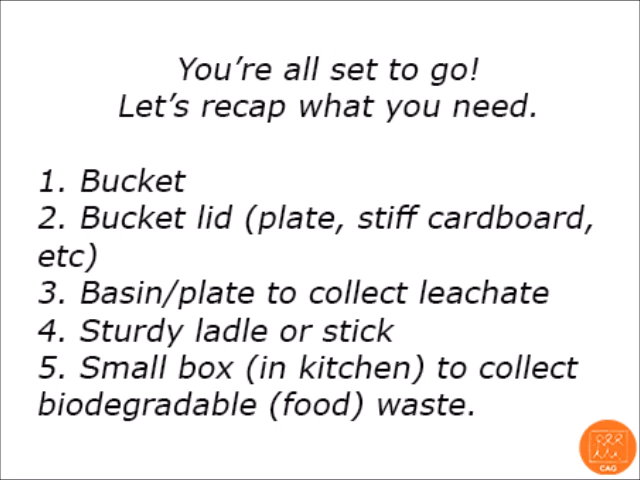 You’re all set to go!
Let’s recap what you need.
1. Bucket
2. Bucket lid (plate, stiff cardboard,
etc)
3. Basin/plate to collect leachate
4. Sturdy ladle or stick
5. Small box (in kitchen) to collect
biodegradable (food) waste.
CAG